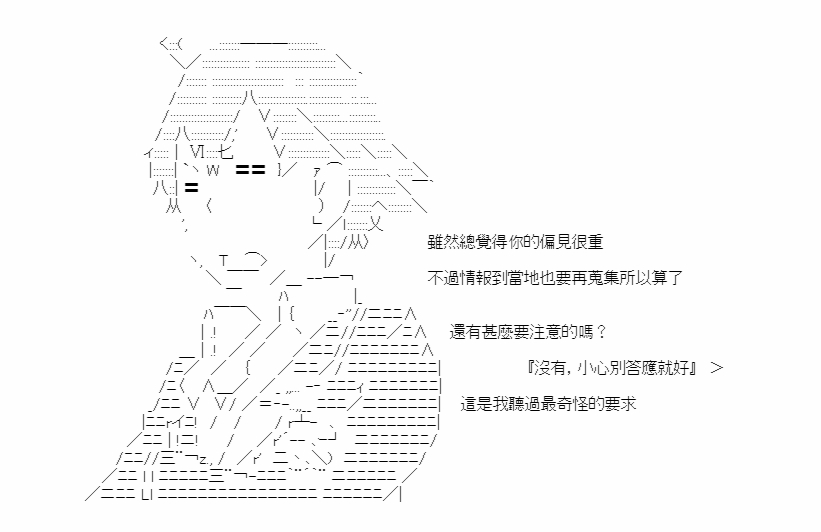 雖然總覺得你的偏見很重
不過情報到當地也要再蒐集所以算了
還有甚麼要注意的嗎？
『沒有，小心別答應就好』 ＞
這是我聽過最奇怪的要求